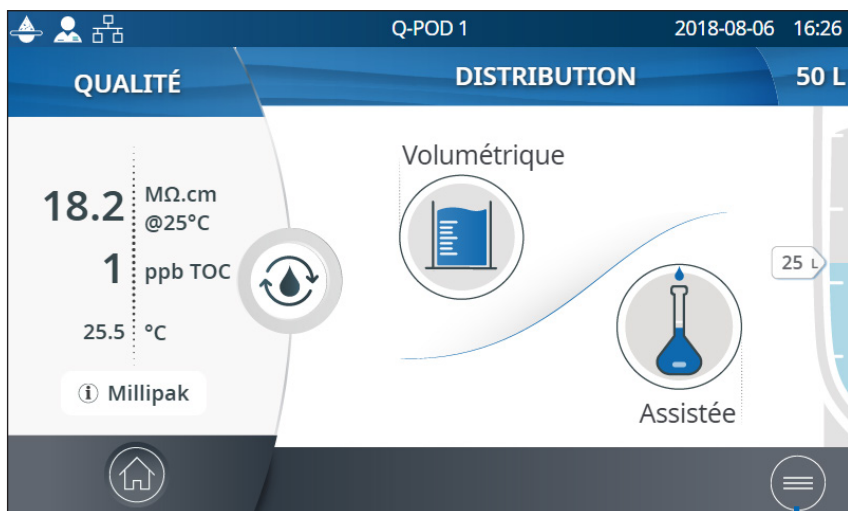 Q-POD 1
2018-08-06 16:26
QUALITÉ
DISTRIBUTION
50 L
18.2 MΩ.cm
@25°C
1 ppb TOC
25.5 °C
i Millipak
Volumétrique
Assistée
25 L